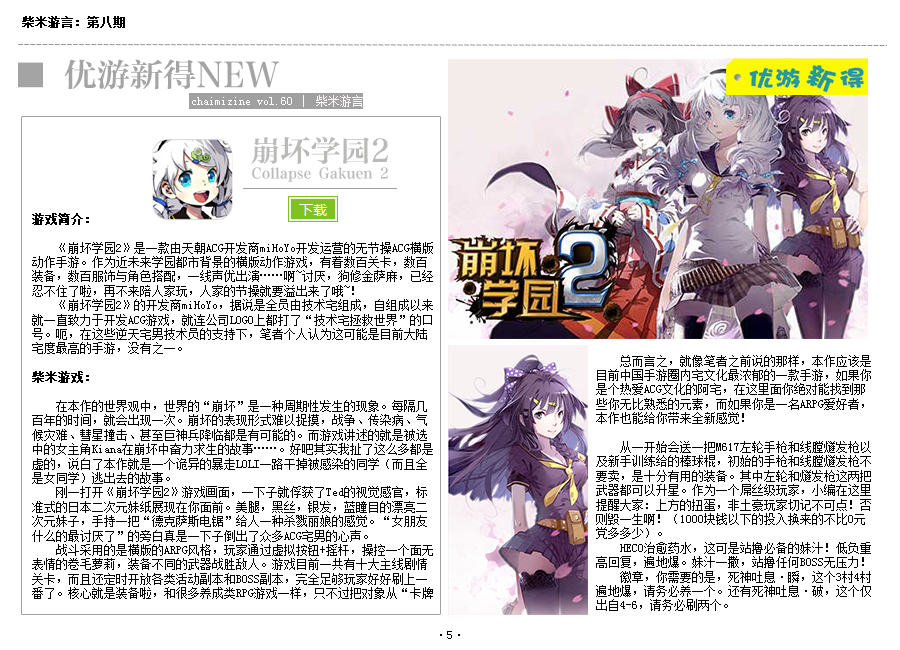 柴米游言：第八期
优游新得NEW
chaimizine vol.60 | 柴米游言
崩坏学园2
Collapse Gakuen 2
下载
游戏简介：
《崩坏学园2》是一款由天朝ACG开发商miHoYo开发运营的无节操ACG横版
动作手游。作为近未来学园都市背景的横版动作游戏，有着数百关卡，数百
装备，数百服饰与角色搭配，一线声优出演……啊~讨厌，狗修金萨麻，已经
忍不住了啦，再不来陪人家玩，人家的节操就要溢出来了哦~！
《崩坏学园2》的开发商miHoYo，据说是全员由技术宅组成，自组成以来
就一直致力于开发ACG游戏，就连公司LOGO上都打了“技术宅拯救世界”的口
号。呃，在这些逆天宅男技术员的支持下，笔者个人认为这可能是目前大陆
宅度最高的手游，没有之一。
柴米游戏：
在本作的世界观中，世界的“崩坏”是一种周期性发生的现象。每隔几
百年的时间，就会出现一次。崩坏的表现形式难以捉摸，战争、传染病、气
候灾难、彗星撞击、甚至巨神兵降临都是有可能的。而游戏讲述的就是被选
中的女主角Kiana在崩坏中奋力求生的故事……。好吧其实我扯了这么多都是
虚的，说白了本作就是一个诡异的暴走LOLI一路干掉被感染的同学（而且全
是女同学）逃出去的故事。
刚一打开《崩坏学园2》游戏画面，一下子就俘获了Ted的视觉感官，标
准式的日本二次元妹纸展现在你面前。美腿，黑丝，银发，蓝瞳目的漂亮二
次元妹子，手持一把“德克萨斯电锯”给人一种杀戮丽娘的感觉。“女朋友
什么的最讨厌了”的旁白真是一下子倒出了众多ACG宅男的心声。
战斗采用的是横版的ARPG风格，玩家通过虚拟按钮+摇杆，操控一个面无
表情的卷毛萝莉，装备不同的武器战胜敌人。游戏目前一共有十大主线剧情
关卡，而且还定时开放各类活动副本和BOSS副本，完全足够玩家好好刷上一
番了。核心就是装备啦，和很多养成类RPG游戏一样，只不过把对象从“卡牌
优游新得
崩坏
学园2
总而言之，就像笔者之前说的那样，本作应该是
目前中国手游圈内宅文化最浓郁的一款手游，如果你
是个热爱ACG文化的阿宅，在这里面你绝对能找到那
些你无比熟悉的元素，而如果你是一名ARPG爱好者，
本作也能给你带来全新感觉！
从一开始会送一把M617左轮手枪和线膛燧发枪以
及新手训练给的棒球棍，初始的手枪和线膛燧发枪不
要卖，是十分有用的装备。其中左轮和燧发枪这两把
武器都可以升星。作为一个屌丝级玩家，小编在这里
提醒大家：上方的扭蛋，非土豪玩家切记不可点！否
则毁一生啊！（1000块钱以下的投入换来的不比0元
党多多少）。
HECO治愈药水，这可是站撸必备的妹汁！低负重
高回复，遍地爆。妹汁一撒，站撸任何BOSS无压力！
徽章，你需要的是，死神吐息·瞬，这个3村4村
遍地爆，请务必养一个。还有死神吐息·破，这个仅
出自4-6，请务必刷两个。
·5·